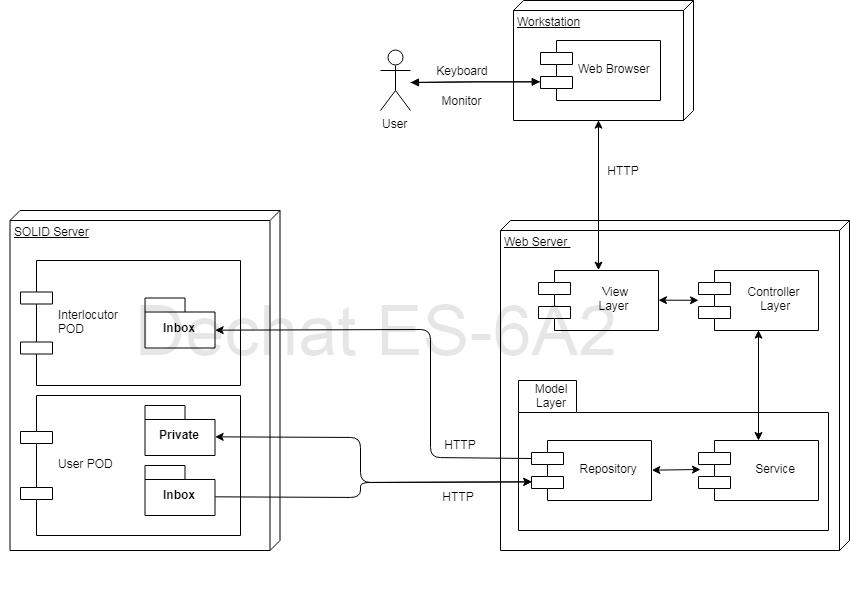 Workstation
Web Browser
Keyboard
Monitor
User
HTTP
SOLID Server
Interlocutor
POD
Inbox
User POD
Private
Inbox
Web Server
View
Layer
Controller
Layer
Model
Layer
Repository
Service
HTTP
HTTP
Dechat ES-6A2